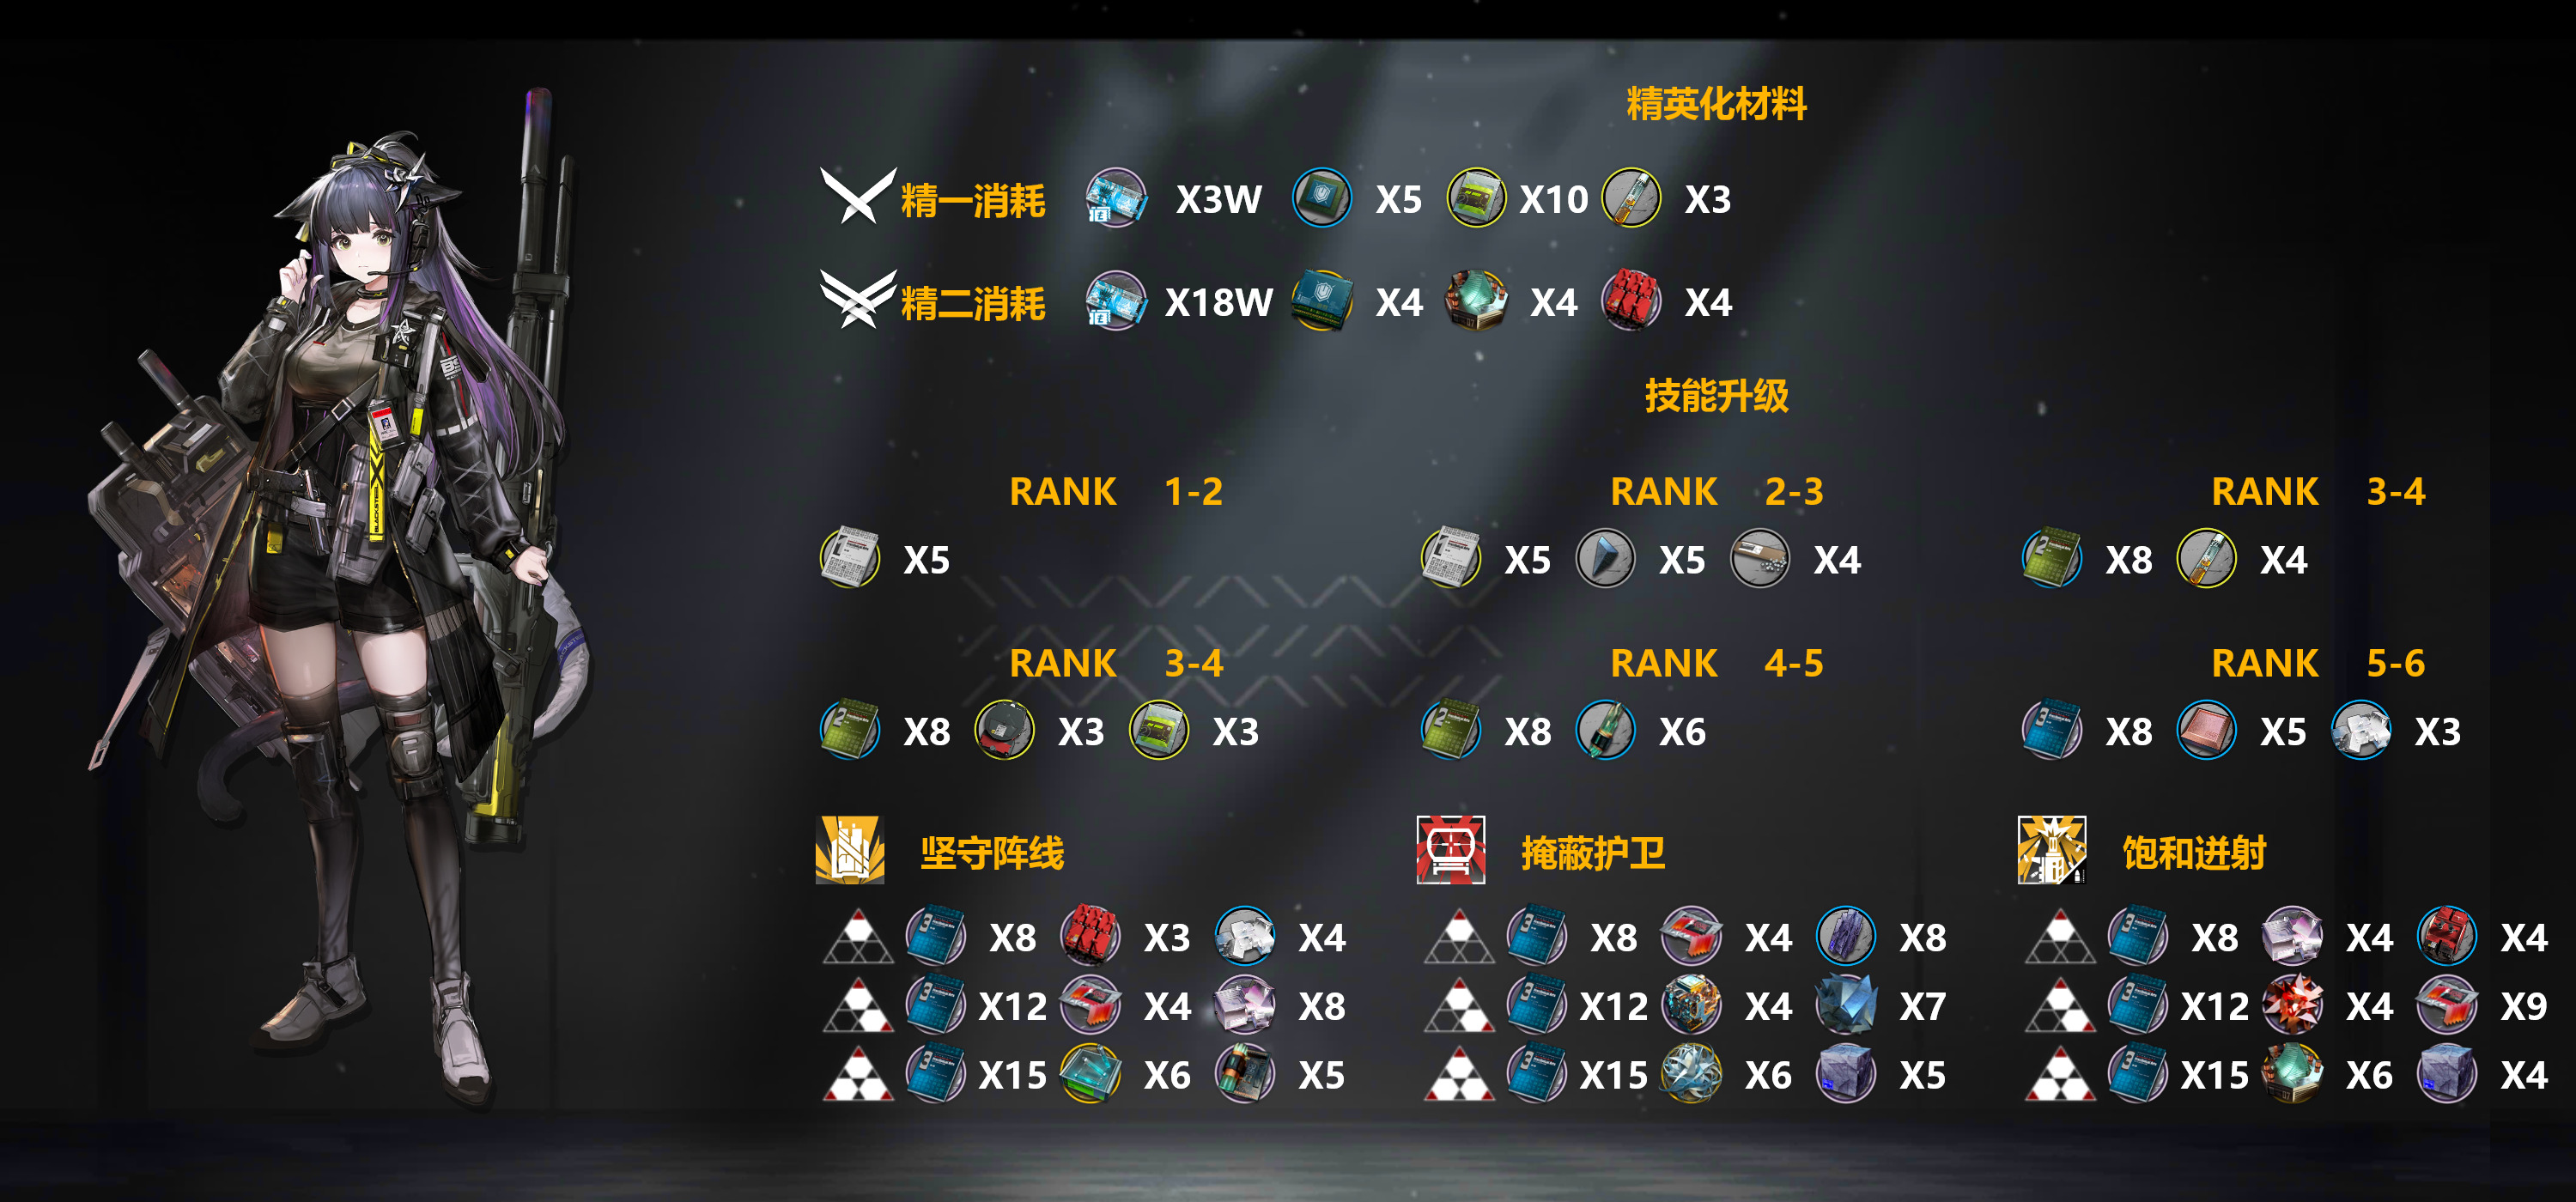 精英化材料
精一消耗 X3W X5 X10 X3
精二消耗 X18W X4 X4 X4
技能升级
RANK 1-2 RANK 2-3 RANK 3-4
X5 X5 X5 X4 X8 X4
RANK 3-4 RANK 4-5 RANK 5-6
X8 X3 X3 X8 X6 X8 X5 X3
坚守阵线 掩蔽护卫 饱和迸射
X8 X3 X4 X8 X4 X8 X8 X4 X4
X12 X4 X8 X12 X4 X7 X12 X4 X9
X15 X6 X5 X15 X6 X5 X15 X6 X4